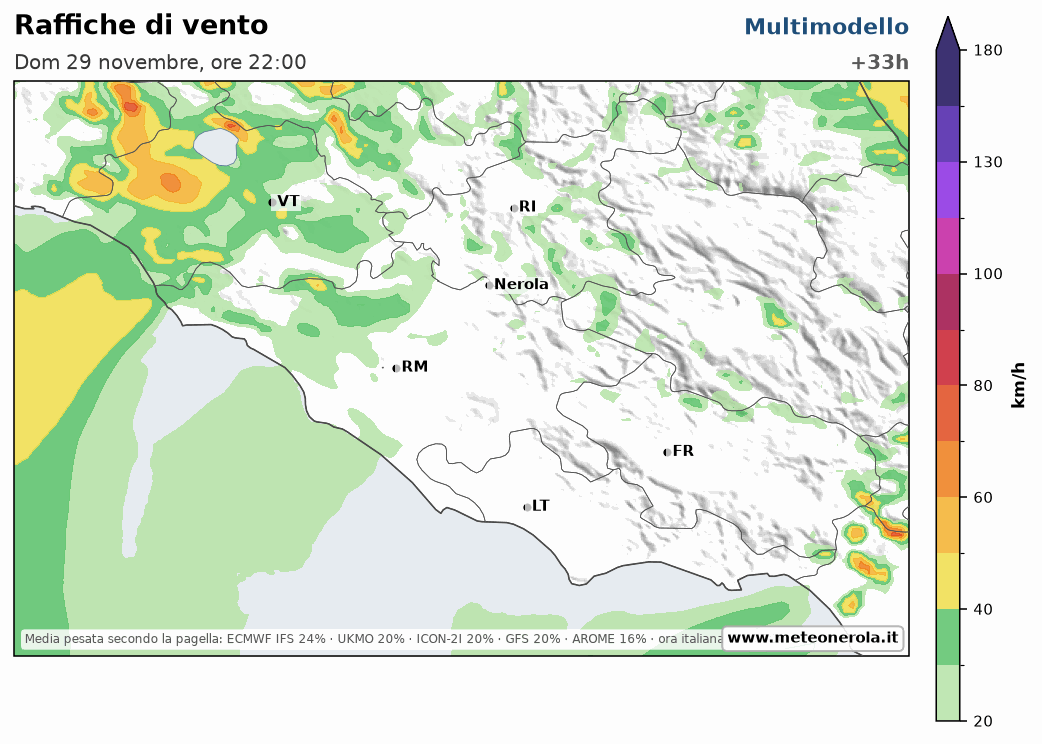 Raffiche di vento
Multimodello
Dom 29 novembre, ore 22:00
+33h
VT
RI
Nerola
RM
FR
LT
Media pesata secondo la pagella: ECMWF IFS 24% · UKMO 20% · ICON-2I 20% · GFS 20% · AROME 16% · ora italiana
www.meteonerola.it
180
130
100
80
60
40
20
km/h